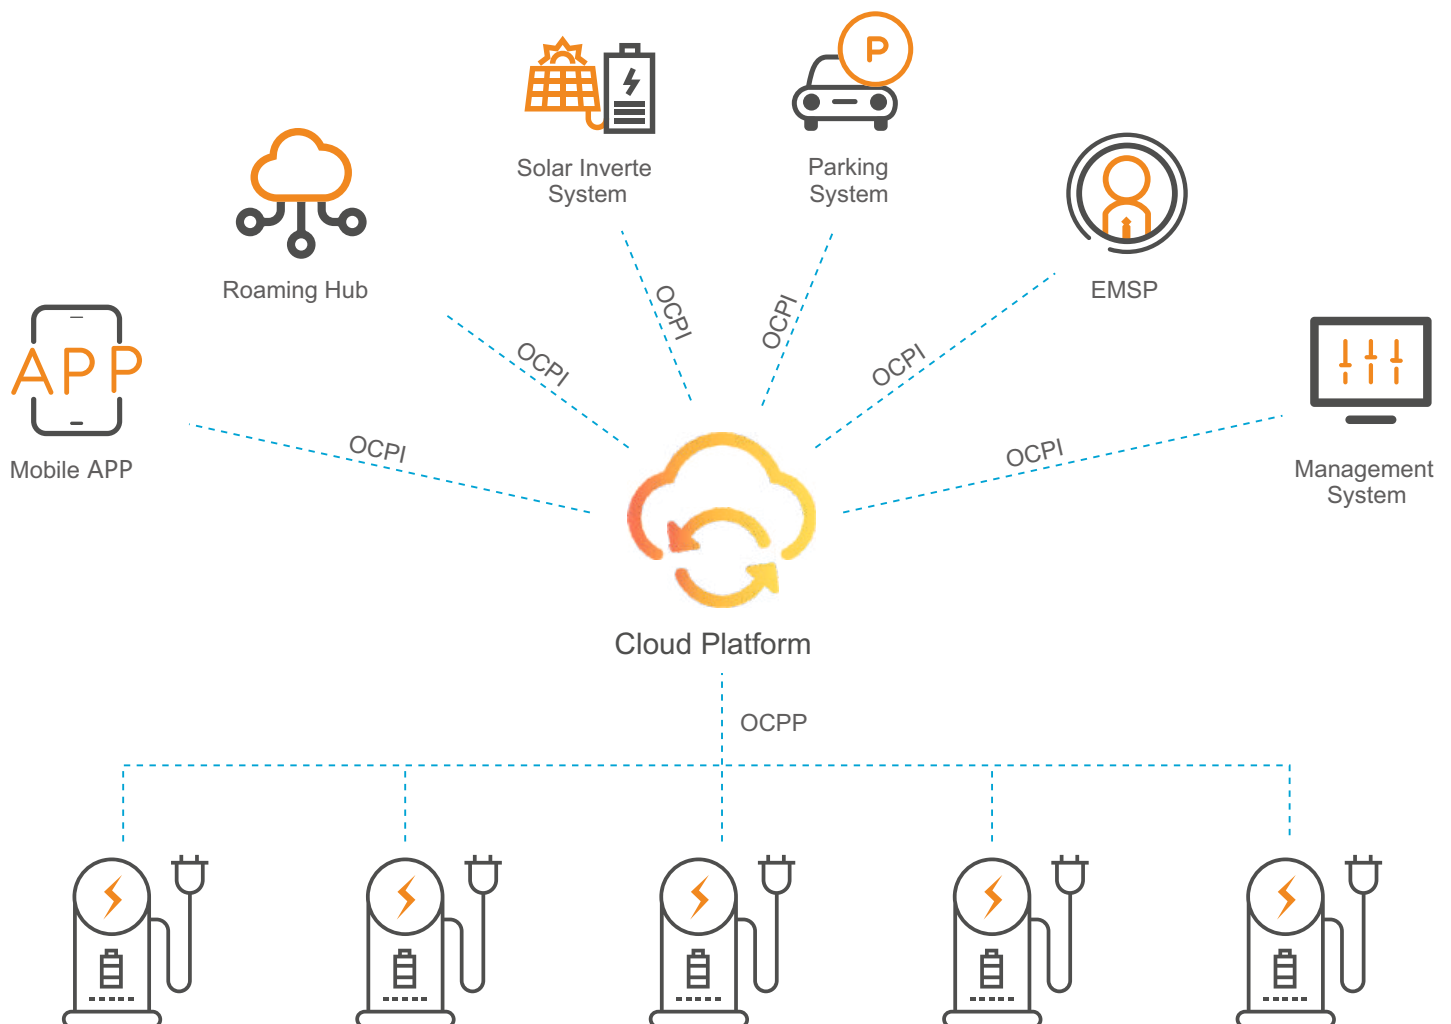 P
Solar Inverte
System
Parking
System
Roaming Hub
EMSP
APP
Mobile APP
OCPI
OCPI
OCPI
OCPI
OCPI
OCPI
Management
System
Cloud Platform
OCPP